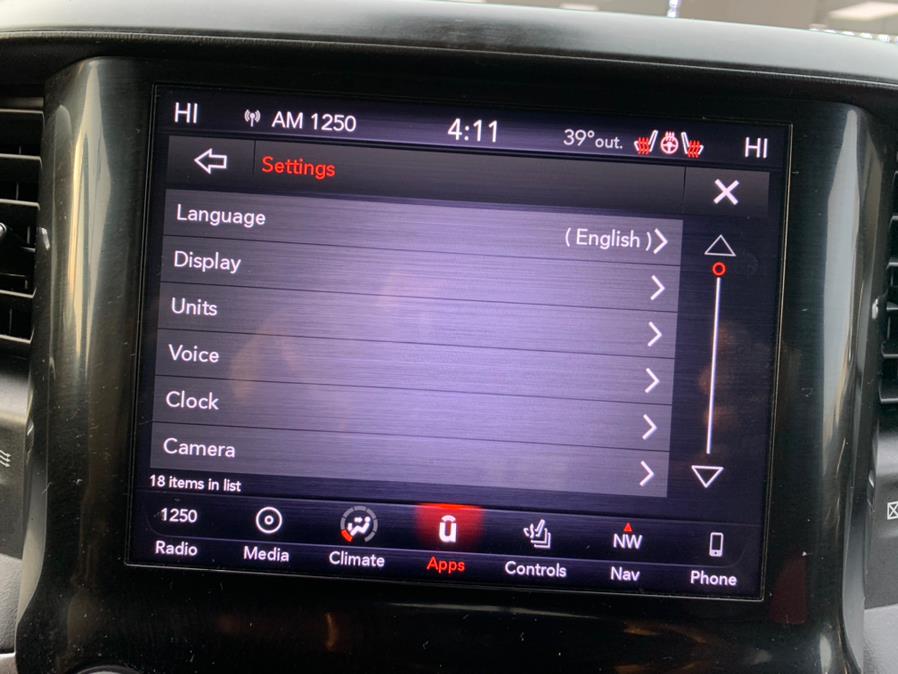 HI AM 1250 4:11 39° out. HI
Settings
Language ( English )
Display
Units
Voice
Clock
Camera
18 items in list
1250 NW
Radio Media Climate Apps Controls Nav Phone